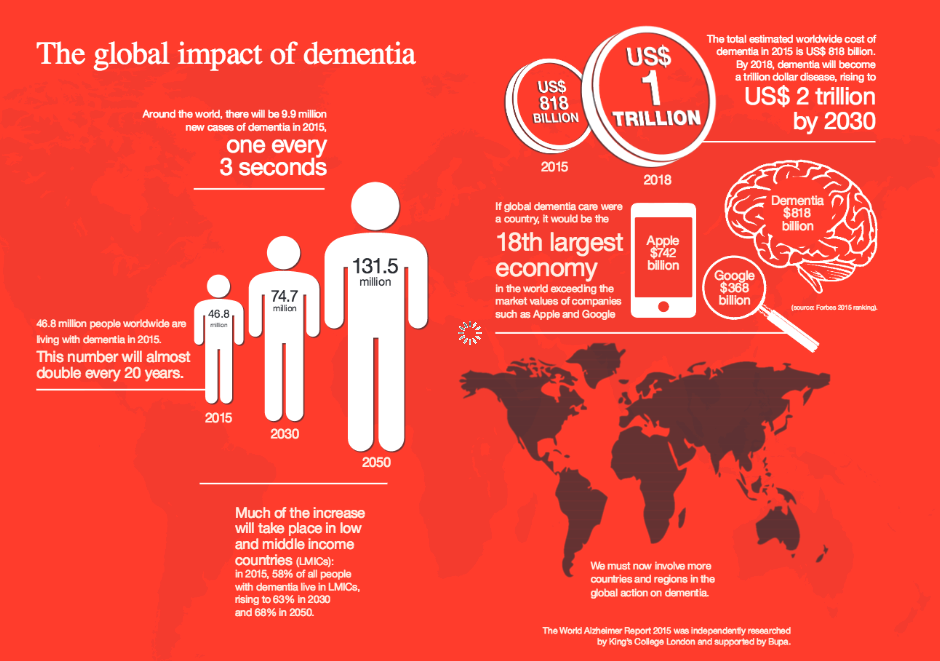 The global impact of dementia
Around the world, there will be 9.9 million
new cases of dementia in 2015,
one every
3 seconds
46.8
million
74.7
million
131.5
million
46.8 million people worldwide are
living with dementia in 2015.
This number will almost
double every 20 years.
2015
2030
2050
Much of the increase
will take place in low
and middle income
countries (LMICs):
in 2015, 58% of all people
with dementia live in LMICs,
rising to 63% in 2030
and 68% in 2050.
US$
818
BILLION
2015
US$
1
TRILLION
2018
The total estimated worldwide cost of
dementia in 2015 is US$ 818 billion.
By 2018, dementia will become
a trillion dollar disease, rising to
US$ 2 trillion
by 2030
If global dementia care were
a country, it would be the
18th largest
economy
in the world exceeding the
market values of companies
such as Apple and Google
Apple
$742
billion
Google
$368
billion
Dementia
$818
billion
(source: Forbes 2015 ranking).
We must now involve more
countries and regions in the
global action on dementia.
The World Alzheimer Report 2015 was independently researched
by King's College London and supported by Bupa.